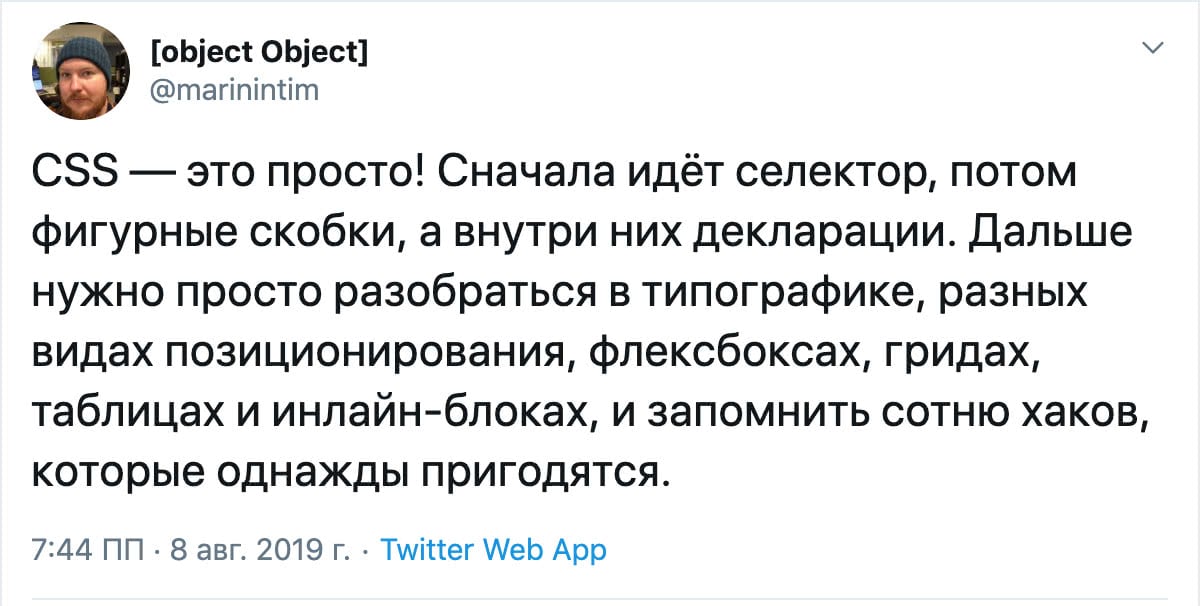 [object Object]
@marinintim
CSS — это просто! Сначала идёт селектор, потом
фигурные скобки, а внутри них декларации. Дальше
нужно просто разобраться в типографике, разных
видах позиционирования, флексбоксах, гридах,
таблицах и инлайн-блоках, и запомнить сотню хаков,
которые однажды пригодятся.
7:44 ПП · 8 авг. 2019 г. · Twitter Web App